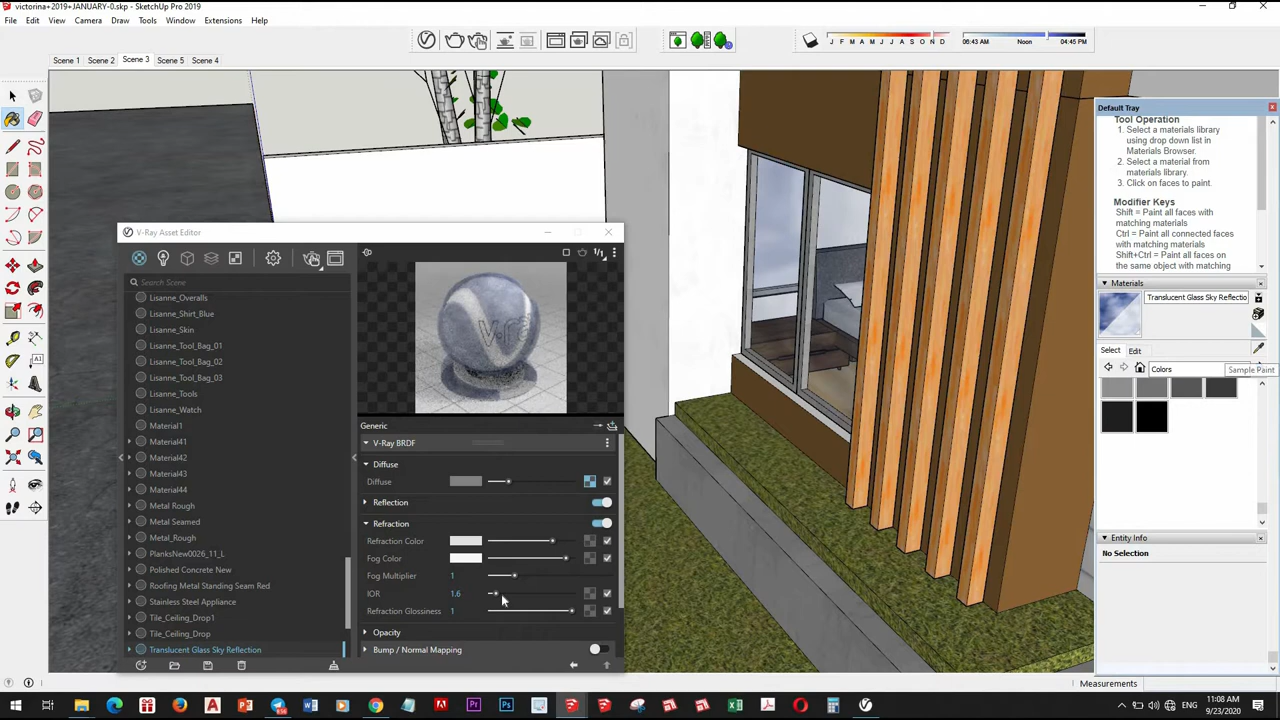 victorina+2019+JANUARY-0.skp - SketchUp Pro 2019
File Edit View Camera Draw Tools Window Extensions Help
J F M A M J J A S O N D
06:43 AM Noon 04:45 PM
Scene 1 Scene 2 Scene 3 Scene 5 Scene 4
Default Tray
Tool Operation
1. Select a materials library
using drop down list in
Materials Browser.
2. Select a material from
materials library.
3. Click on faces to paint.
Modifier Keys
Shift = Paint all faces with
matching materials
Ctrl = Paint all connected faces
with matching materials
Shift+Ctrl = Paint all faces on
the same object with matching
Materials
Translucent Glass Sky Reflectio
Select Edit
Colors
Sample Paint
Entity Info
No Selection
V-Ray Asset Editor
1/1
Search Scene
Lisanne_Overalls
Lisanne_Shirt_Blue
Lisanne_Skin
Lisanne_Tool_Bag_01
Lisanne_Tool_Bag_02
Lisanne_Tool_Bag_03
Lisanne_Tools
Lisanne_Watch
Material1
Material41
Material42
Material43
Material44
Metal Rough
Metal Seamed
Metal_Rough
PlanksNew0026_11_L
Polished Concrete New
Roofing Metal Standing Seam Red
Stainless Steel Appliance
Tile_Ceiling_Drop1
Tile_Ceiling_Drop
Translucent Glass Sky Reflection
Generic
V-Ray BRDF
Diffuse
Diffuse
Reflection
Refraction
Refraction Color
Fog Color
Fog Multiplier 1
IOR 1.6
Refraction Glossiness 1
Opacity
Bump / Normal Mapping
Measurements
11:08 AM
9/23/2020